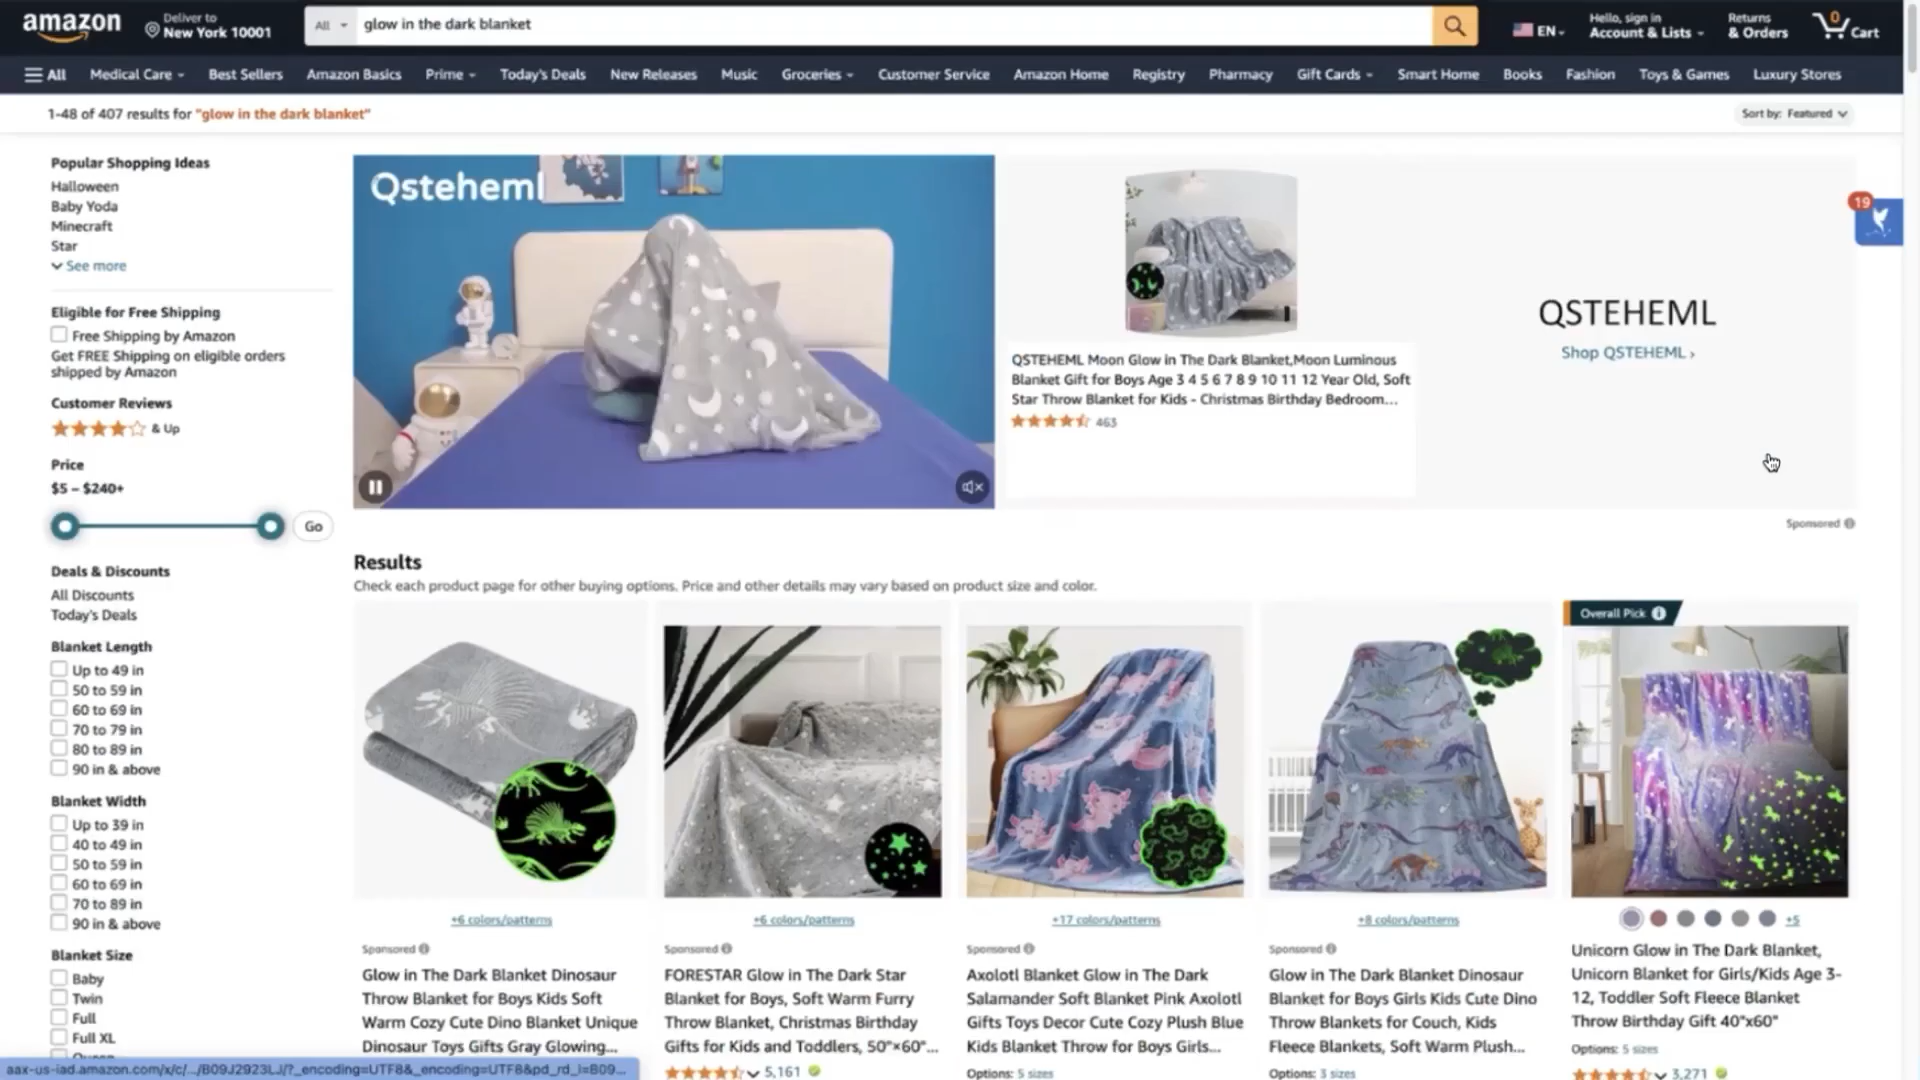 amazon
Deliver to
New York 10001
All
glow in the dark blanket
EN
Hello, sign in
Account & Lists
Returns
& Orders
0
Cart
All
Medical Care
Best Sellers
Amazon Basics
Prime
Today's Deals
New Releases
Music
Groceries
Customer Service
Amazon Home
Registry
Pharmacy
Gift Cards
Smart Home
Books
Fashion
Toys & Games
Luxury Stores
1-48 of 407 results for "glow in the dark blanket"
Sort by: Featured
Popular Shopping Ideas
Halloween
Baby Yoda
Minecraft
Star
See more
Eligible for Free Shipping
Free Shipping by Amazon
Get FREE Shipping on eligible orders
shipped by Amazon
Customer Reviews
& Up
Price
$5 – $240+
Go
Deals & Discounts
All Discounts
Today's Deals
Blanket Length
Up to 49 in
50 to 59 in
60 to 69 in
70 to 79 in
80 to 89 in
90 in & above
Blanket Width
Up to 39 in
40 to 49 in
50 to 59 in
60 to 69 in
70 to 89 in
90 in & above
Blanket Size
Baby
Twin
Full
Full XL
Qsteheml
QSTEHEML Moon Glow in The Dark Blanket,Moon Luminous
Blanket Gift for Boys Age 3 4 5 6 7 8 9 10 11 12 Year Old, Soft
Star Throw Blanket for Kids - Christmas Birthday Bedroom...
463
QSTEHEML
Shop QSTEHEML ›
19
Sponsored
Results
Check each product page for other buying options. Price and other details may vary based on product size and color.
+6 colors/patterns
Sponsored
Glow in The Dark Blanket Dinosaur
Throw Blanket for Boys Kids Soft
Warm Cozy Cute Dino Blanket Unique
Dinosaur Toys Gifts Gray Glowing...
+6 colors/patterns
Sponsored
FORESTAR Glow in The Dark Star
Blanket for Boys, Soft Warm Furry
Throw Blanket, Christmas Birthday
Gifts for Kids and Toddlers, 50"×60"...
5,161
+17 colors/patterns
Sponsored
Axolotl Blanket Glow in The Dark
Salamander Soft Blanket Pink Axolotl
Gifts Toys Decor Cute Cozy Plush Blue
Kids Blanket Throw for Boys Girls...
Options: 5 sizes
+8 colors/patterns
Sponsored
Glow in The Dark Blanket Dinosaur
Blanket for Boys Girls Kids Cute Dino
Throw Blankets for Couch, Kids
Fleece Blankets, Soft Warm Plush...
Options: 3 sizes
Overall Pick
+5
Unicorn Glow in The Dark Blanket,
Unicorn Blanket for Girls/Kids Age 3-
12, Toddler Soft Fleece Blanket
Throw Birthday Gift 40"x60"
Options: 5 sizes
3,271
aax-us-iad.amazon.com/x/c/.../B09J2923LJ/?_encoding=UTF8&_encoding=UTF8&pd_rd_i=B09...